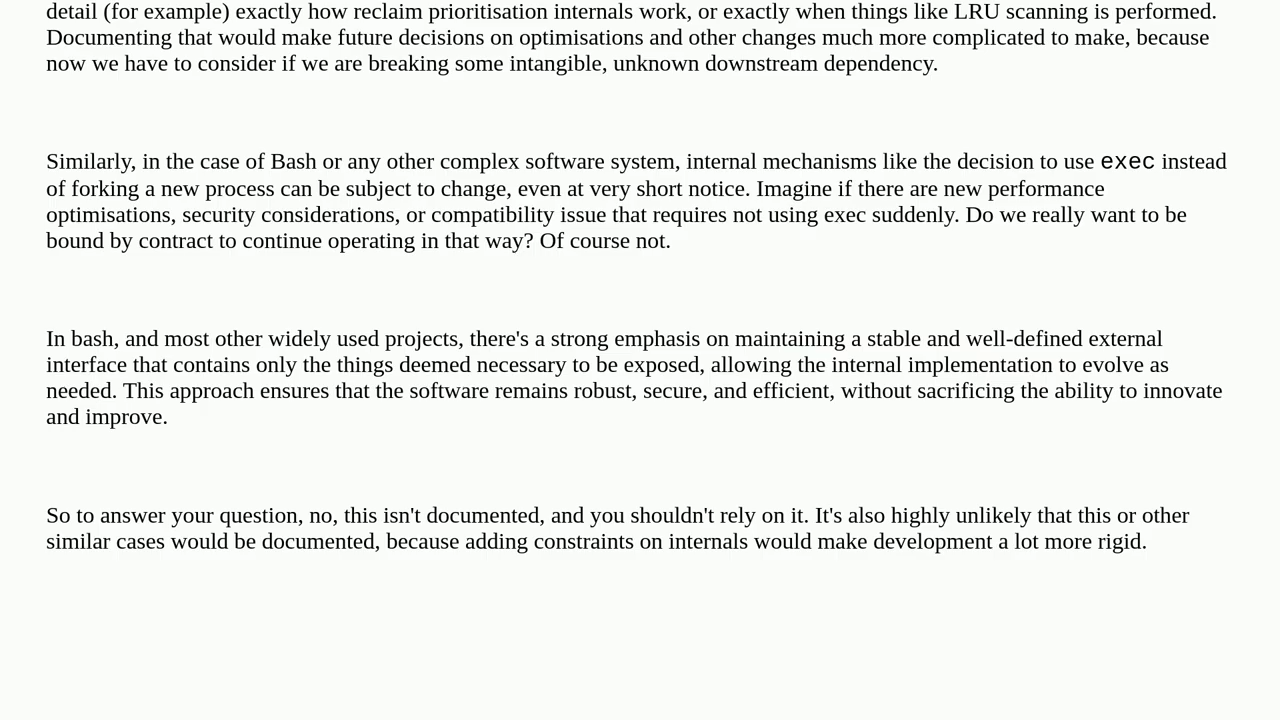 detail (for example) exactly how reclaim prioritisation internals work, or exactly when things like LRU scanning is performed.
Documenting that would make future decisions on optimisations and other changes much more complicated to make, because
now we have to consider if we are breaking some intangible, unknown downstream dependency.
Similarly, in the case of Bash or any other complex software system, internal mechanisms like the decision to use exec instead
of forking a new process can be subject to change, even at very short notice. Imagine if there are new performance
optimisations, security considerations, or compatibility issue that requires not using exec suddenly. Do we really want to be
bound by contract to continue operating in that way? Of course not.
In bash, and most other widely used projects, there's a strong emphasis on maintaining a stable and well-defined external
interface that contains only the things deemed necessary to be exposed, allowing the internal implementation to evolve as
needed. This approach ensures that the software remains robust, secure, and efficient, without sacrificing the ability to innovate
and improve.
So to answer your question, no, this isn't documented, and you shouldn't rely on it. It's also highly unlikely that this or other
similar cases would be documented, because adding constraints on internals would make development a lot more rigid.